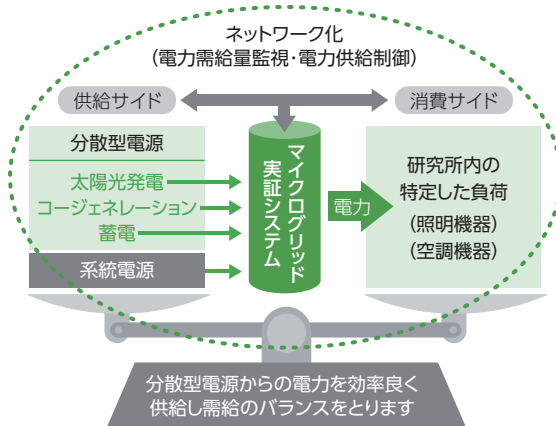 ネットワーク化
（電力需給量監視・電力供給制御）
供給サイド
消費サイド
分散型電源
太陽光発電
コージェネレーション
蓄電
系統電源
マイクログリッド
実証システム
電力
研究所内の
特定した負荷
（照明機器）
（空調機器）
分散型電源からの電力を効率良く
供給し需給のバランスをとります